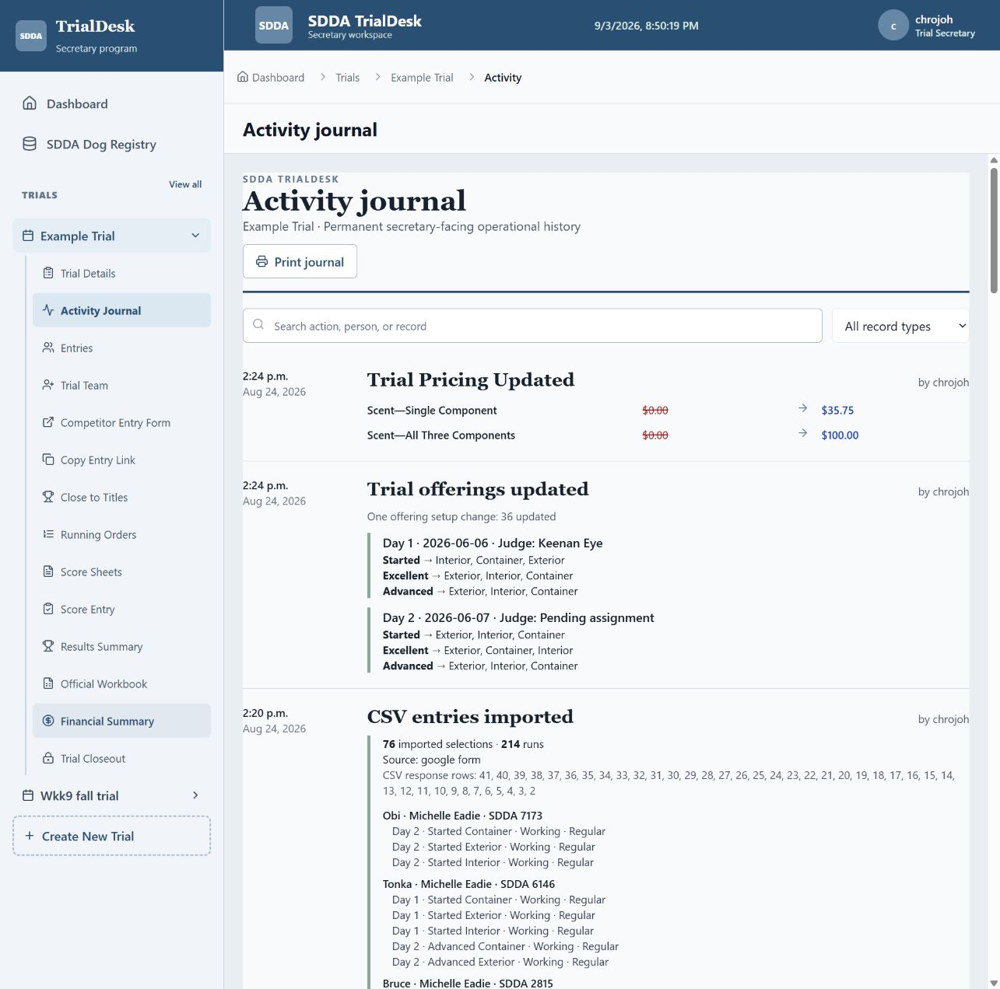 SDDA
TrialDesk
Secretary program
Dashboard
SDDA Dog Registry
TRIALS
View all
Example Trial
Trial Details
Activity Journal
Entries
Trial Team
Competitor Entry Form
Copy Entry Link
Close to Titles
Running Orders
Score Sheets
Score Entry
Results Summary
Official Workbook
Financial Summary
Trial Closeout
Wkk9 fall trial
+ Create New Trial
SDDA
SDDA TrialDesk
Secretary workspace
9/3/2026, 8:50:19 PM
c
chrojoh
Trial Secretary
Dashboard > Trials > Example Trial > Activity
Activity journal
SDDA TRIALDESK
Activity journal
Example Trial · Permanent secretary-facing operational history
Print journal
Search action, person, or record
All record types
2:24 p.m.
Aug 24, 2026
Trial Pricing Updated
by chrojoh
Scent—Single Component $0.00 → $35.75
Scent—All Three Components $0.00 → $100.00
2:24 p.m.
Aug 24, 2026
Trial offerings updated
by chrojoh
One offering setup change: 36 updated
Day 1 · 2026-06-06 · Judge: Keenan Eye
Started → Interior, Container, Exterior
Excellent → Exterior, Interior, Container
Advanced → Exterior, Interior, Container
Day 2 · 2026-06-07 · Judge: Pending assignment
Started → Exterior, Interior, Container
Excellent → Exterior, Container, Interior
Advanced → Exterior, Interior, Container
2:20 p.m.
Aug 24, 2026
CSV entries imported
by chrojoh
76 imported selections · 214 runs
Source: google form
CSV response rows: 41, 40, 39, 38, 37, 36, 35, 34, 33, 32, 31, 30, 29, 28, 27, 26, 25, 24, 23, 22, 21, 20, 19, 18, 17, 16, 15, 14,
13, 12, 11, 10, 9, 8, 7, 6, 5, 4, 3, 2
Obi · Michelle Eadie · SDDA 7173
Day 2 · Started Container · Working · Regular
Day 2 · Started Exterior · Working · Regular
Day 2 · Started Interior · Working · Regular
Tonka · Michelle Eadie · SDDA 6146
Day 1 · Started Container · Working · Regular
Day 1 · Started Exterior · Working · Regular
Day 1 · Started Interior · Working · Regular
Day 2 · Advanced Container · Working · Regular
Day 2 · Advanced Exterior · Working · Regular
Bruce · Michelle Eadie · SDDA 2815